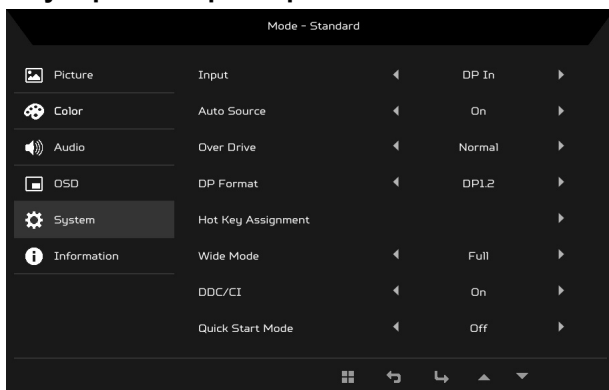 Mode - Standard
Picture
Input DP In
Color
Auto Source On
Audio
Over Drive Normal
OSD
DP Format DP1.2
System
Hot Key Assignment
Information
Wide Mode Full
DDC/CI On
Quick Start Mode Off